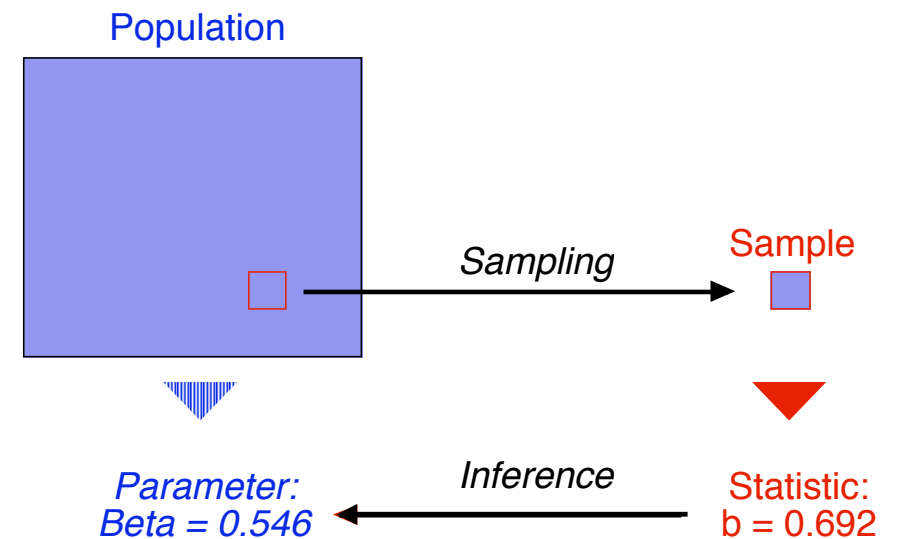 Population
Sampling
Sample
Parameter:
Beta = 0.546
Inference
Statistic:
b = 0.692